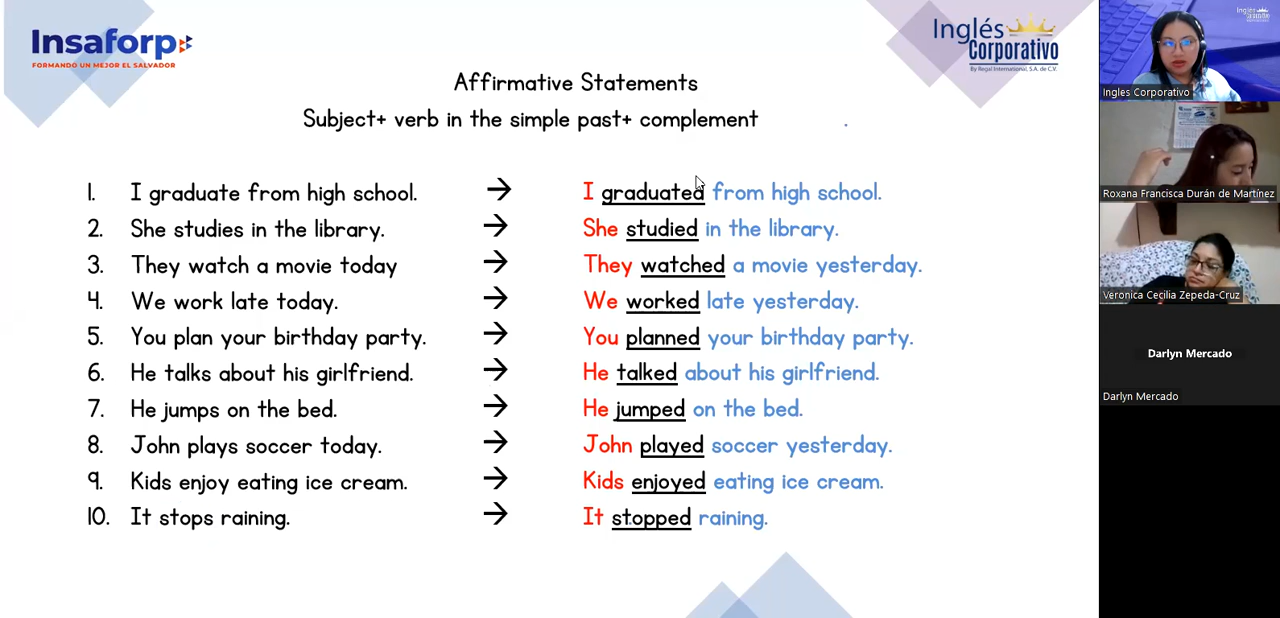 Insaforp
FORMANDO UN MEJOR EL SALVADOR
Inglés
Corporativo
By Regal International, S.A. de C.V.
Affirmative Statements
Subject+ verb in the simple past+ complement
1. I graduate from high school. → I graduated from high school.
2. She studies in the library. → She studied in the library.
3. They watch a movie today → They watched a movie yesterday.
4. We work late today. → We worked late yesterday.
5. You plan your birthday party. → You planned your birthday party.
6. He talks about his girlfriend. → He talked about his girlfriend.
7. He jumps on the bed. → He jumped on the bed.
8. John plays soccer today. → John played soccer yesterday.
9. Kids enjoy eating ice cream. → Kids enjoyed eating ice cream.
10. It stops raining. → It stopped raining.
Inglés
Ingles Corporativo
Roxana Francisca Durán de Martínez
Veronica Cecilia Zepeda-Cruz
Darlyn Mercado
Darlyn Mercado